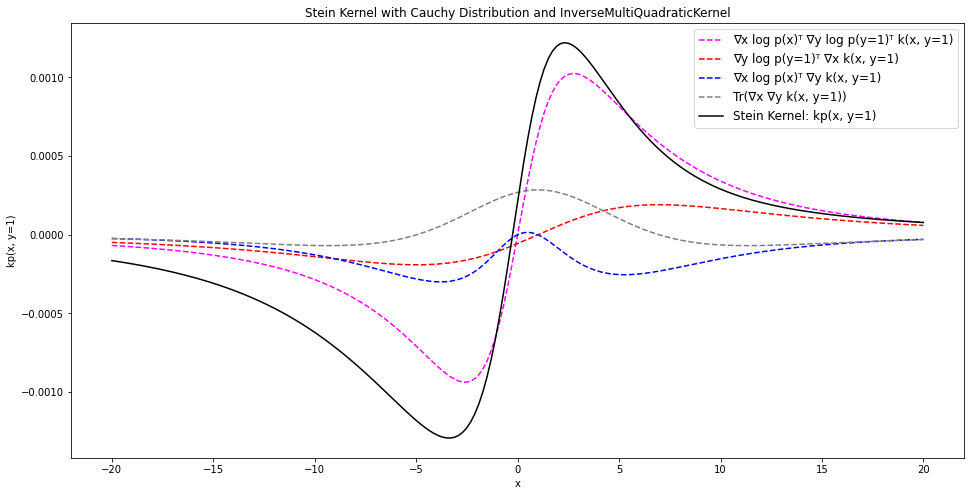 Stein Kernel with Cauchy Distribution and InverseMultiQuadraticKernel
∇x log p(x)ᵀ ∇y log p(y=1)ᵀ k(x, y=1)
∇y log p(y=1)ᵀ ∇x k(x, y=1)
∇x log p(x)ᵀ ∇y k(x, y=1)
Tr(∇x ∇y k(x, y=1))
Stein Kernel: kp(x, y=1)
0.0010
0.0005
0.0000
−0.0005
−0.0010
kp(x, y=1)
−20 −15 −10 −5 0 5 10 15 20
x